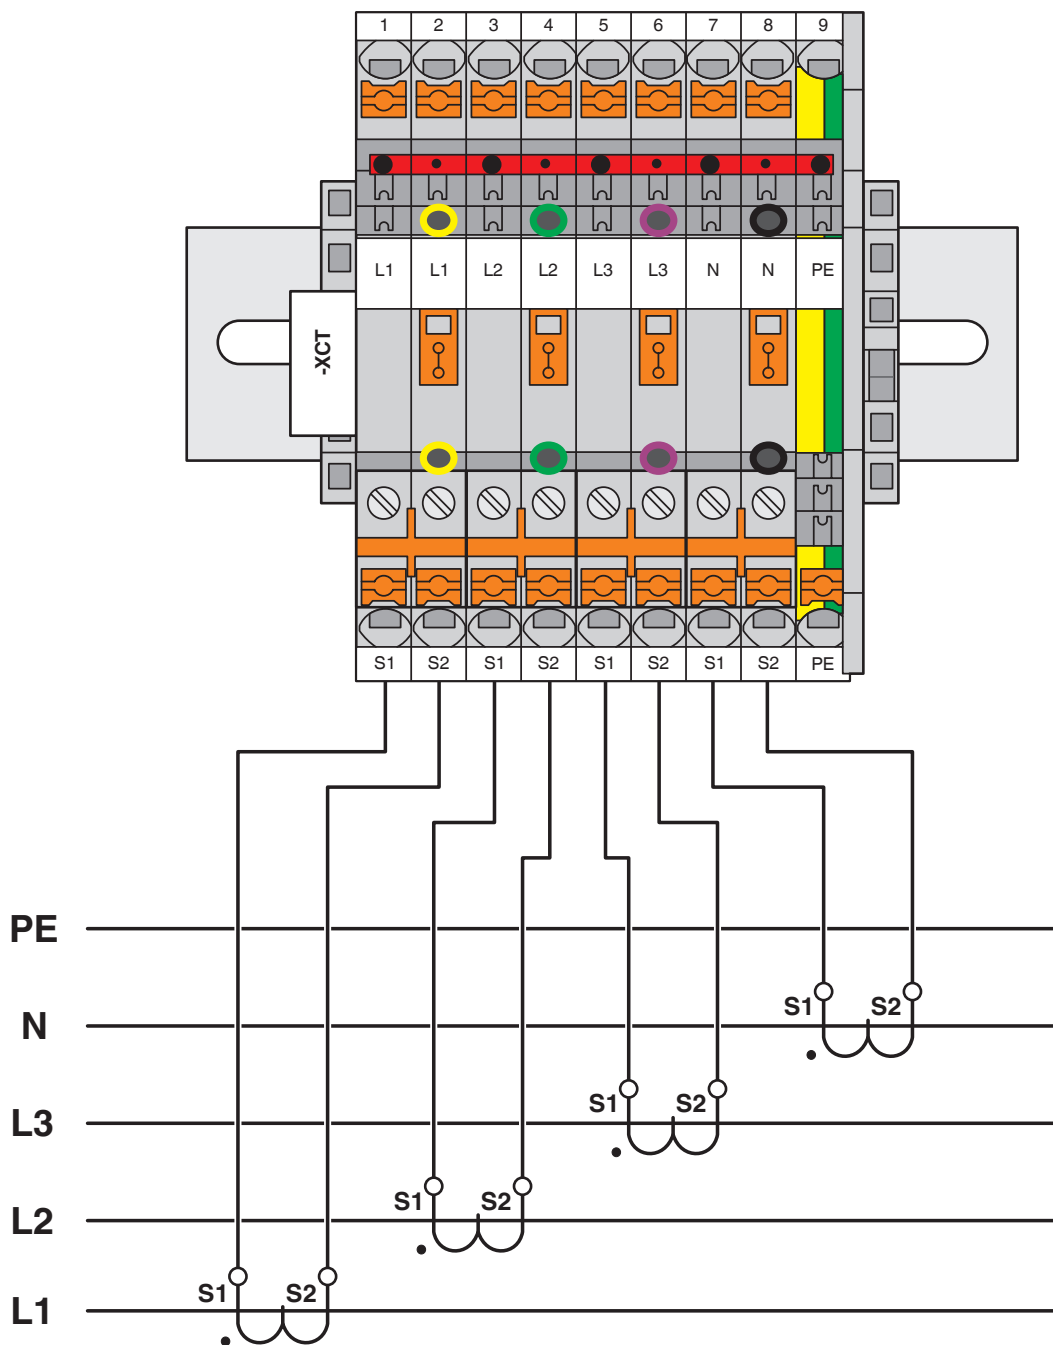 1 2 3 4 5 6 7 8 9
L1 L1 L2 L2 L3 L3 N N PE
-XCT
S1 S2 S1 S2 S1 S2 S1 S2 PE
PE
S1 S2
N
S1 S2
L3
S1 S2
L2
S1 S2
L1